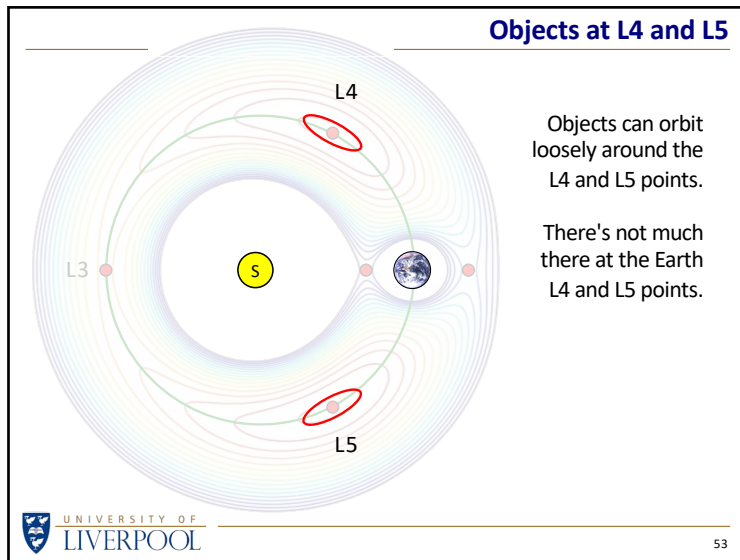 Objects at L4 and L5
L4
Objects can orbit
loosely around the
L4 and L5 points.
There's not much
there at the Earth
L4 and L5 points.
L3
S
L5
UNIVERSITY OF
LIVERPOOL
53